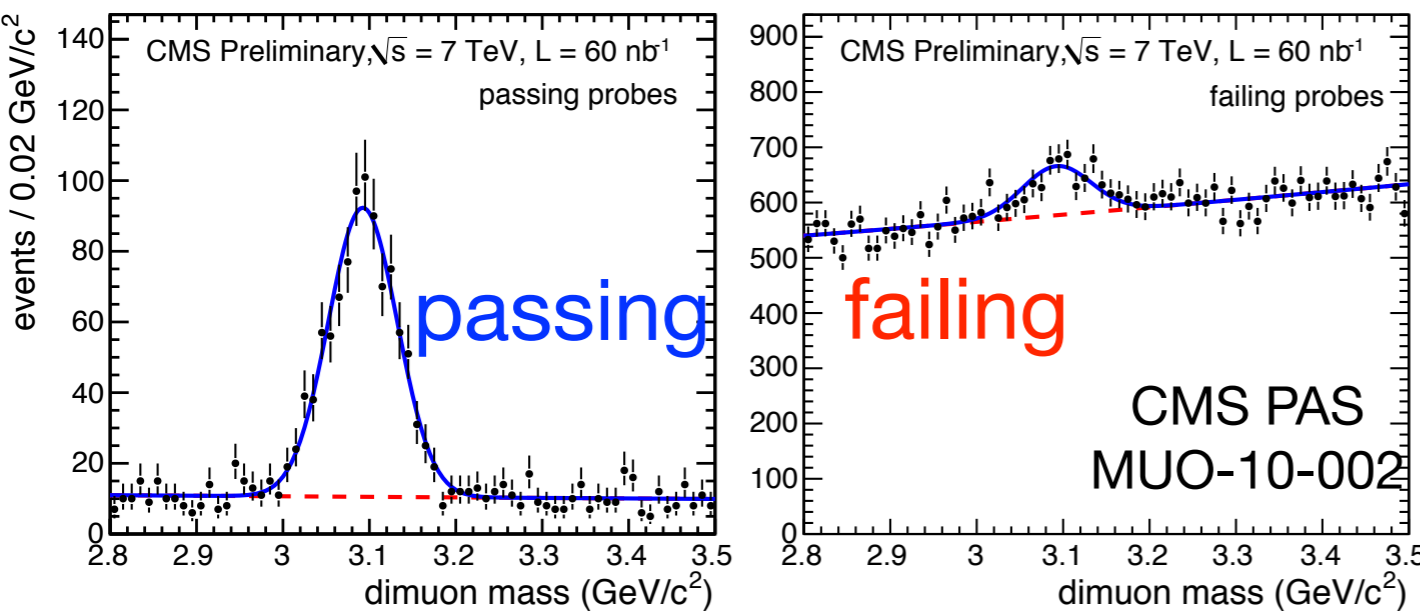 events / 0.02 GeV/c²
140
120
100
80
60
40
20
0
CMS Preliminary,√s = 7 TeV, L = 60 nb⁻¹
passing probes
passing
2.8 2.9 3 3.1 3.2 3.3 3.4 3.5
dimuon mass (GeV/c²)
900
800
700
600
500
400
300
200
100
0
CMS Preliminary,√s = 7 TeV, L = 60 nb⁻¹
failing probes
failing
CMS PAS
MUO-10-002
2.8 2.9 3 3.1 3.2 3.3 3.4 3.5
dimuon mass (GeV/c²)